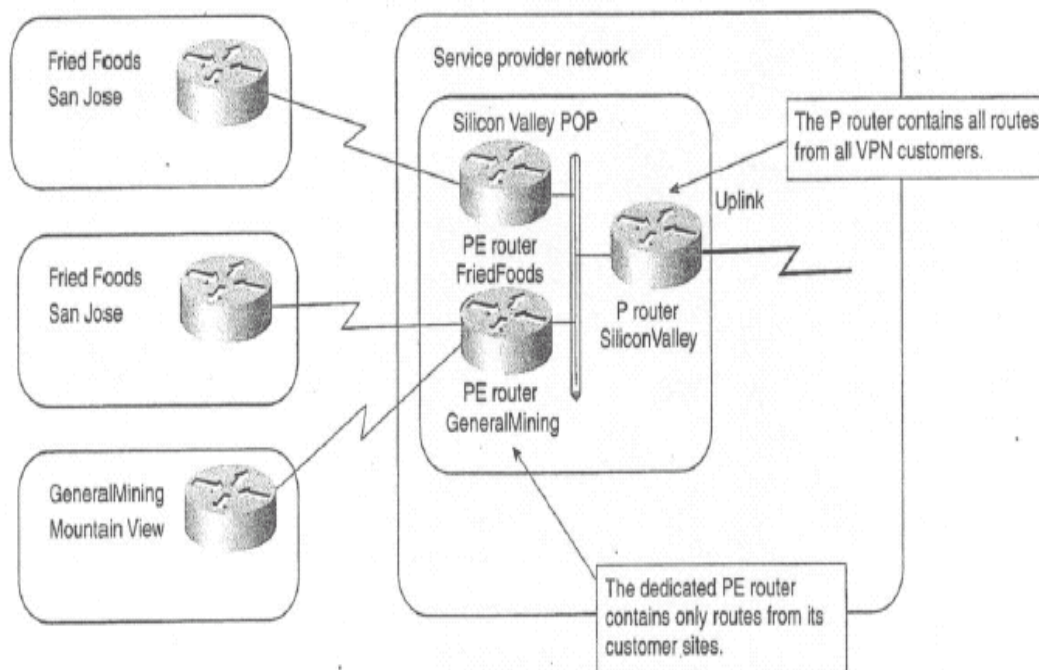 Fried Foods
San Jose
Fried Foods
San Jose
GeneralMining
Mountain View
Service provider network
Silicon Valley POP
PE router
FriedFoods
PE router
GeneralMining
P router
SiliconValley
Uplink
The P router contains all routes
from all VPN customers.
The dedicated PE router
contains only routes from its
customer sites.